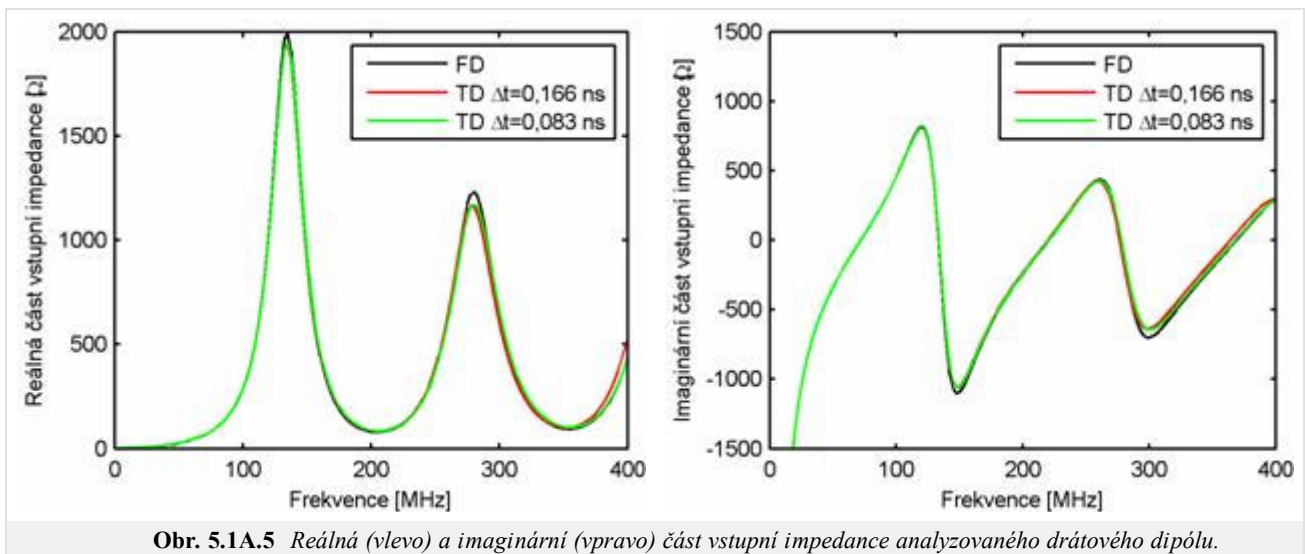 Reálná část vstupní impedance [Ω]
2000
1500
1000
500
0
0
100
200
300
400
Frekvence [MHz]
FD
TD Δt=0,166 ns
TD Δt=0,083 ns
Imaginární část vstupní impedance [Ω]
1500
1000
500
0
-500
-1000
-1500
0
100
200
300
400
Frekvence [MHz]
FD
TD Δt=0,166 ns
TD Δt=0,083 ns
Obr. 5.1A.5 Reálná (vlevo) a imaginární (vpravo) část vstupní impedance analyzovaného drátového dipólu.